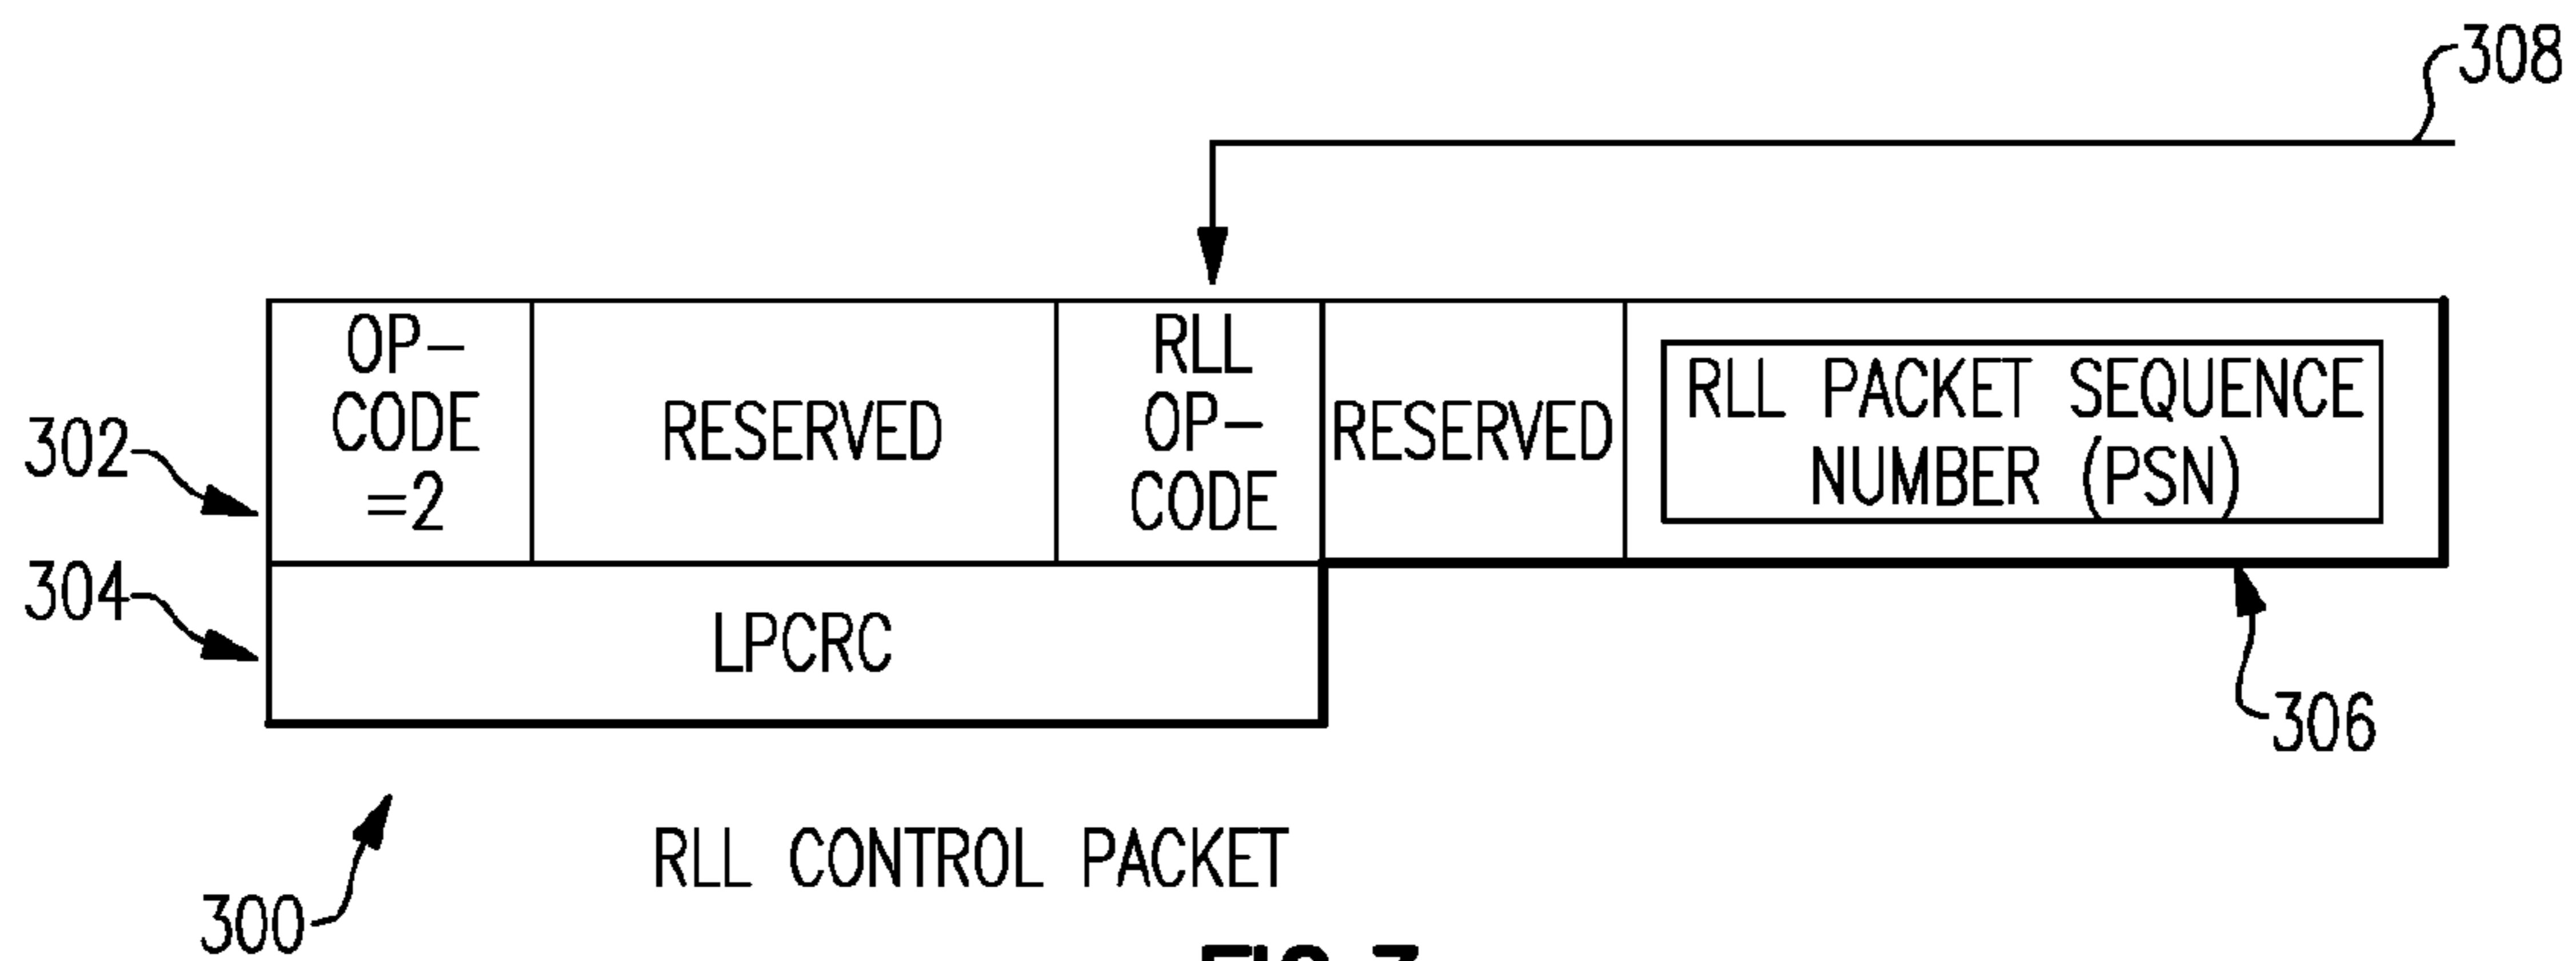 308
OP-
CODE
=2
RESERVED
RLL
OP-
CODE
RESERVED
RLL PACKET SEQUENCE
NUMBER (PSN)
302
304
LPCRC
306
RLL CONTROL PACKET
300